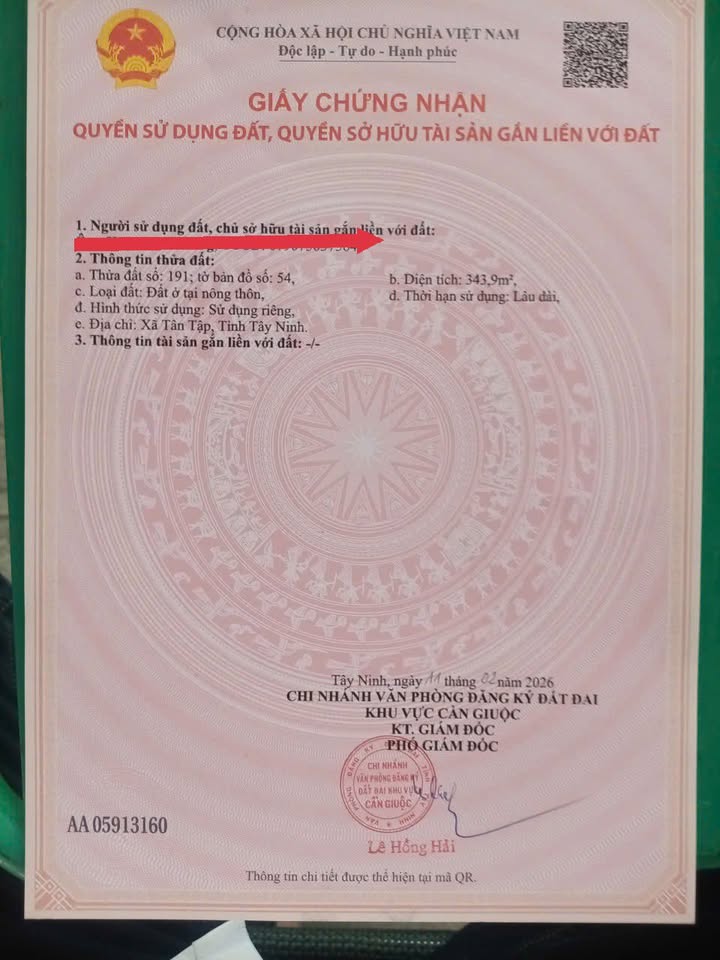 CỘNG HÒA XÃ HỘI CHỦ NGHĨA VIỆT NAM
Độc lập - Tự do - Hạnh phúc
GIẤY CHỨNG NHẬN
QUYỀN SỬ DỤNG ĐẤT, QUYỀN SỞ HỮU TÀI SẢN GẮN LIỀN VỚI ĐẤT
1. Người sử dụng đất, chủ sở hữu tài sản gắn liền với đất:
2. Thông tin thửa đất:
a. Thửa đất số: 191; tờ bản đồ số: 54, b. Diện tích: 343,9m²,
c. Loại đất: Đất ở tại nông thôn, d. Thời hạn sử dụng: Lâu dài,
đ. Hình thức sử dụng: Sử dụng riêng,
e. Địa chỉ: Xã Tân Tập, Tỉnh Tây Ninh.
3. Thông tin tài sản gắn liền với đất: -/-
Tây Ninh, ngày 11 tháng 02 năm 2026
CHI NHÁNH VĂN PHÒNG ĐĂNG KÝ ĐẤT ĐAI
KHU VỰC CẦN GIUỘC
KT. GIÁM ĐỐC
PHÓ GIÁM ĐỐC
CHI NHÁNH
VĂN PHÒNG ĐĂNG KÝ
ĐẤT ĐAI KHU VỰC
CẦN GIUỘC
Lê Hồng Hải
AA 05913160
Thông tin chi tiết được thể hiện tại mã QR.